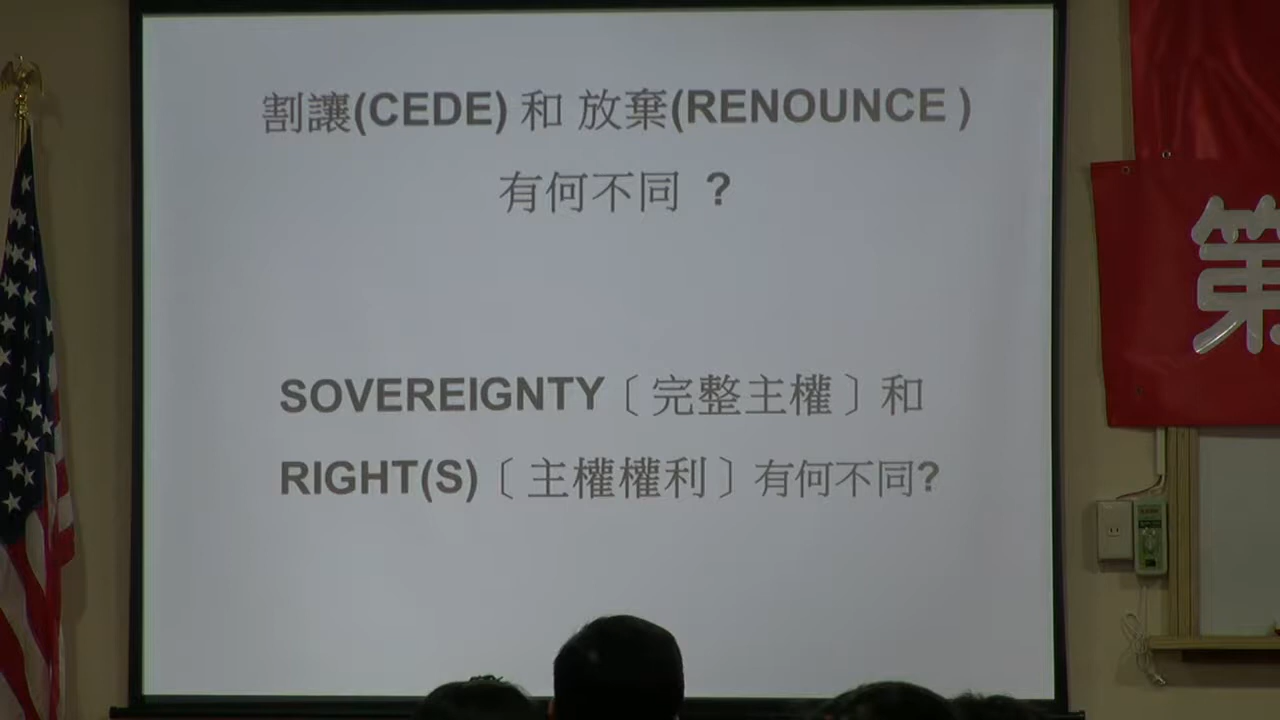 割讓(CEDE) 和 放棄(RENOUNCE )
有何不同 ?
SOVEREIGNTY〔完整主權〕和
RIGHT(S)〔主權權利〕有何不同?
第